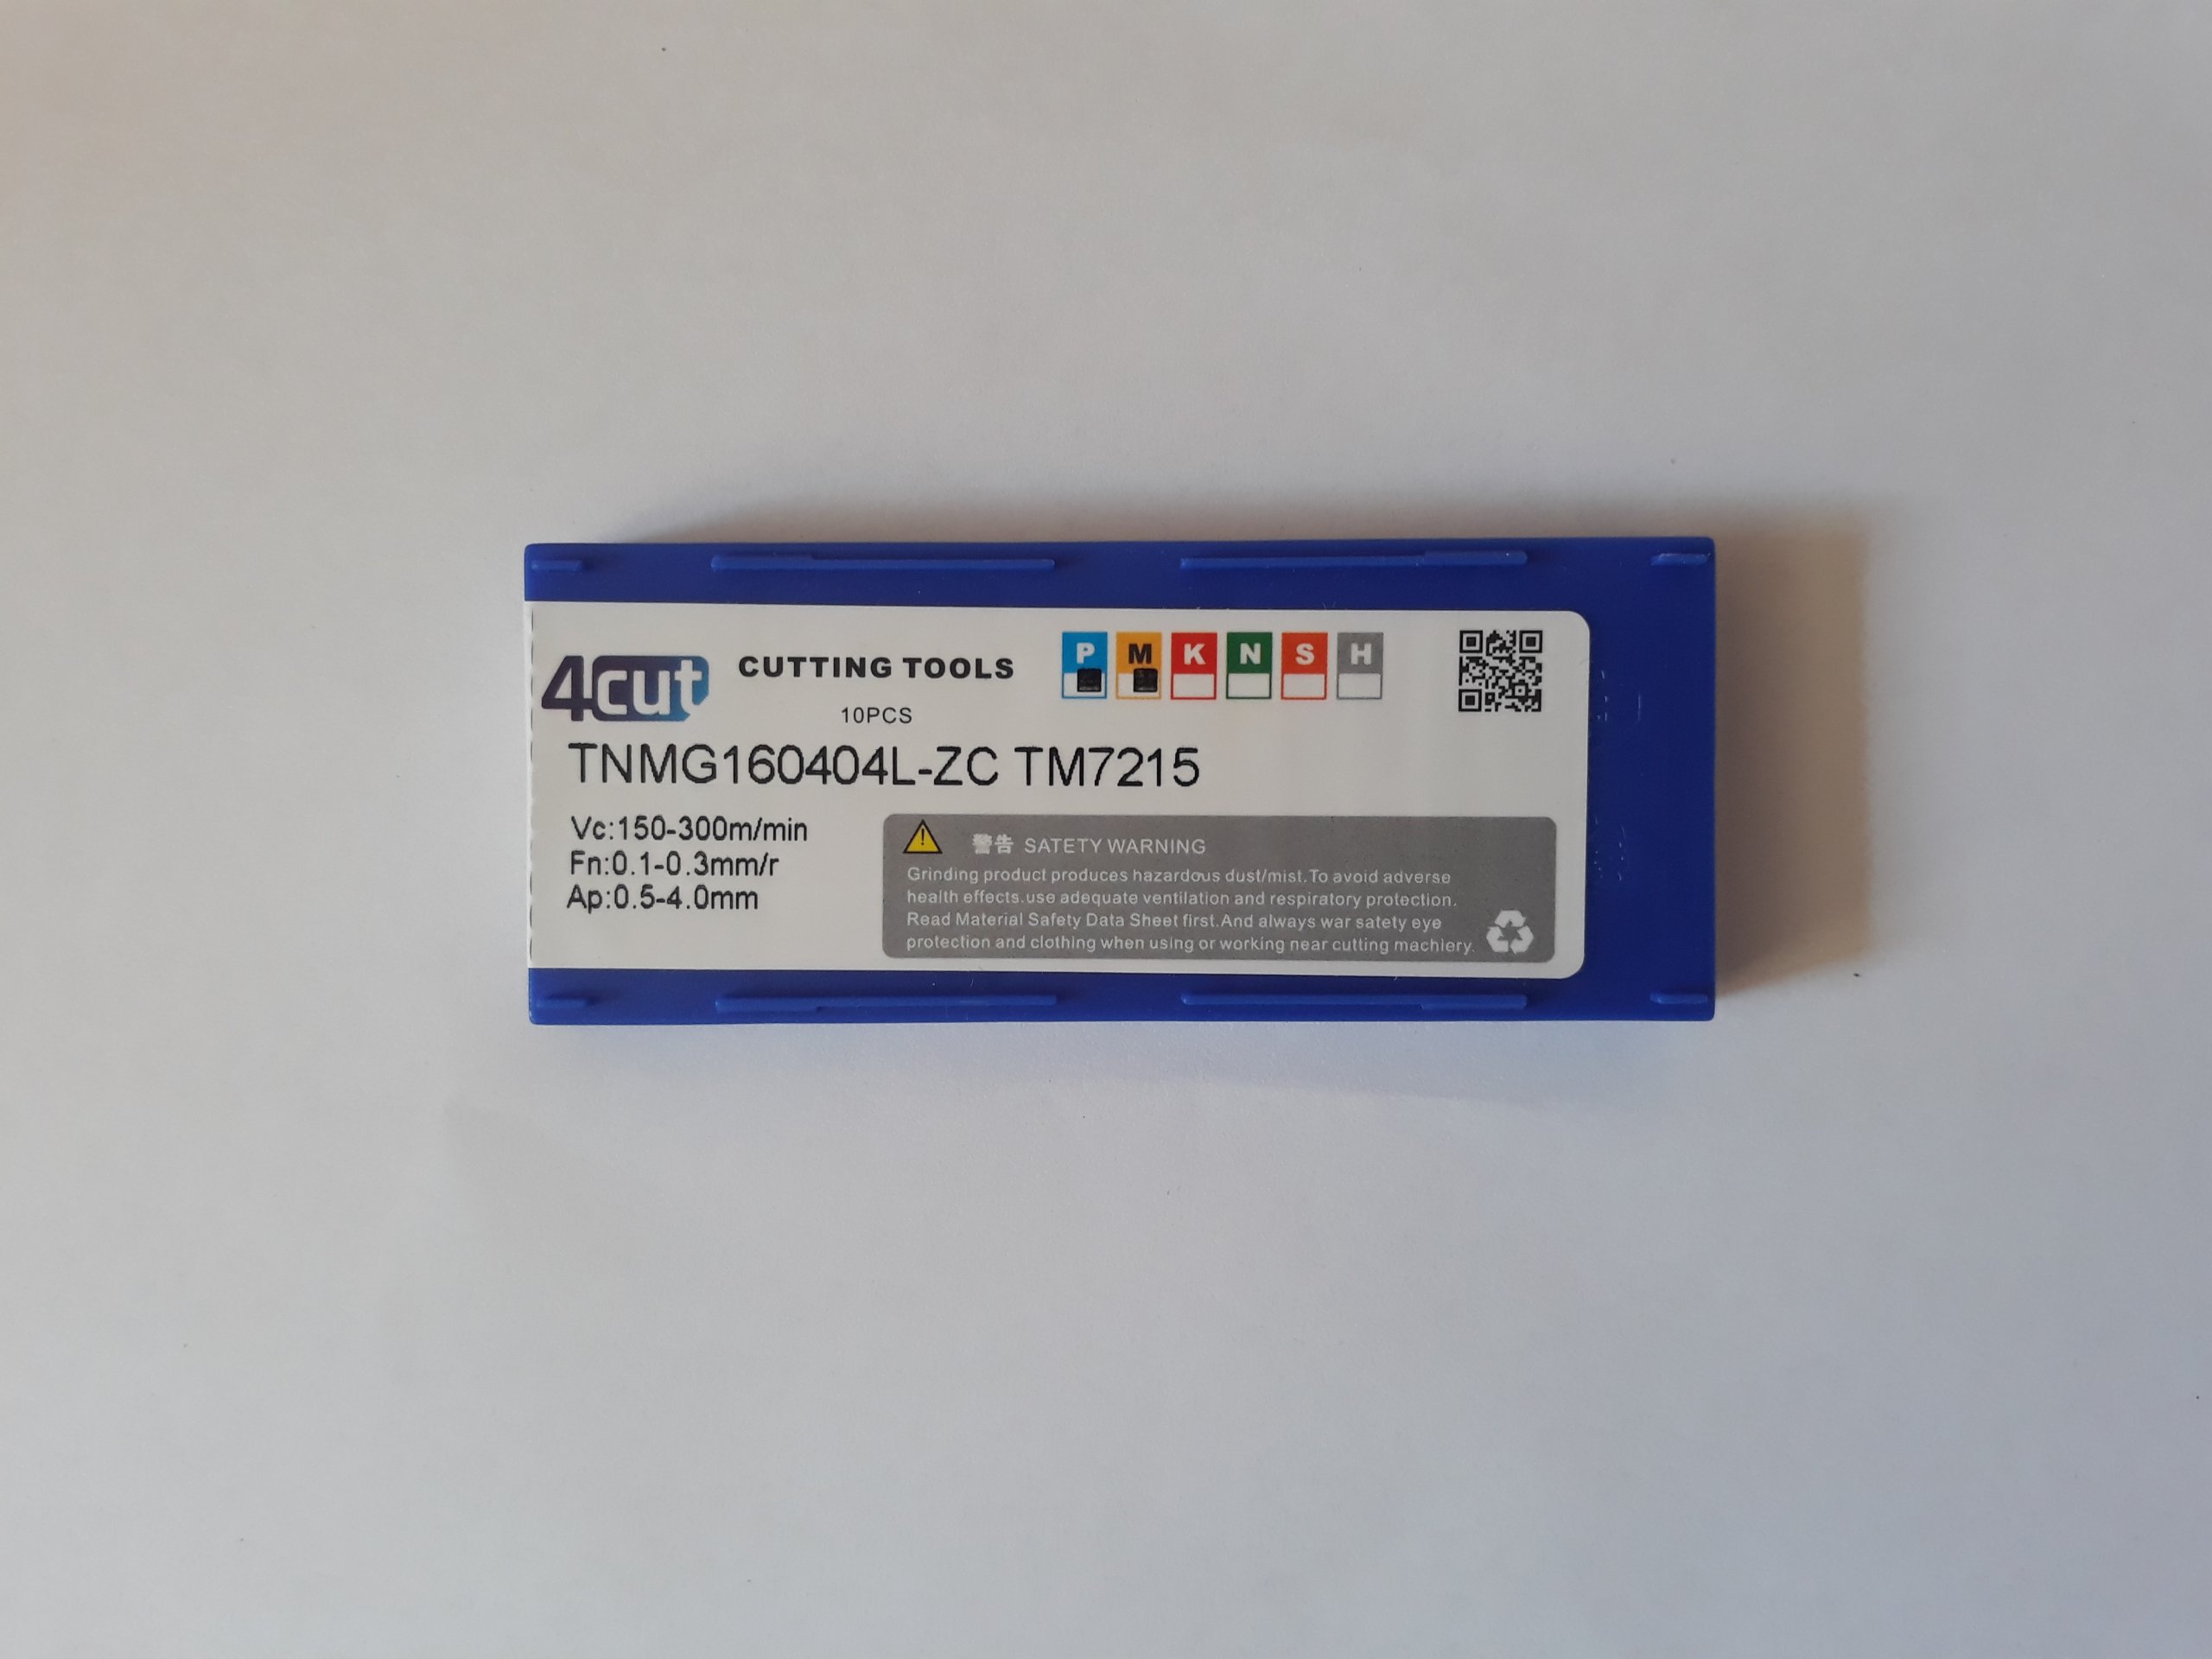 4cut CUTTING TOOLS
10PCS
P M K N S H
TNMG160404L-ZC TM7215
Vc:150-300m/min
Fn:0.1-0.3mm/r
Ap:0.5-4.0mm
警告 SATETY WARNING
Grinding product produces hazardous dust/mist.To avoid adverse
health effects.use adequate ventilation and respiratory protection.
Read Material Safety Data Sheet first.And always war safety eye
protection and clothing when using or working near cutting machiery.